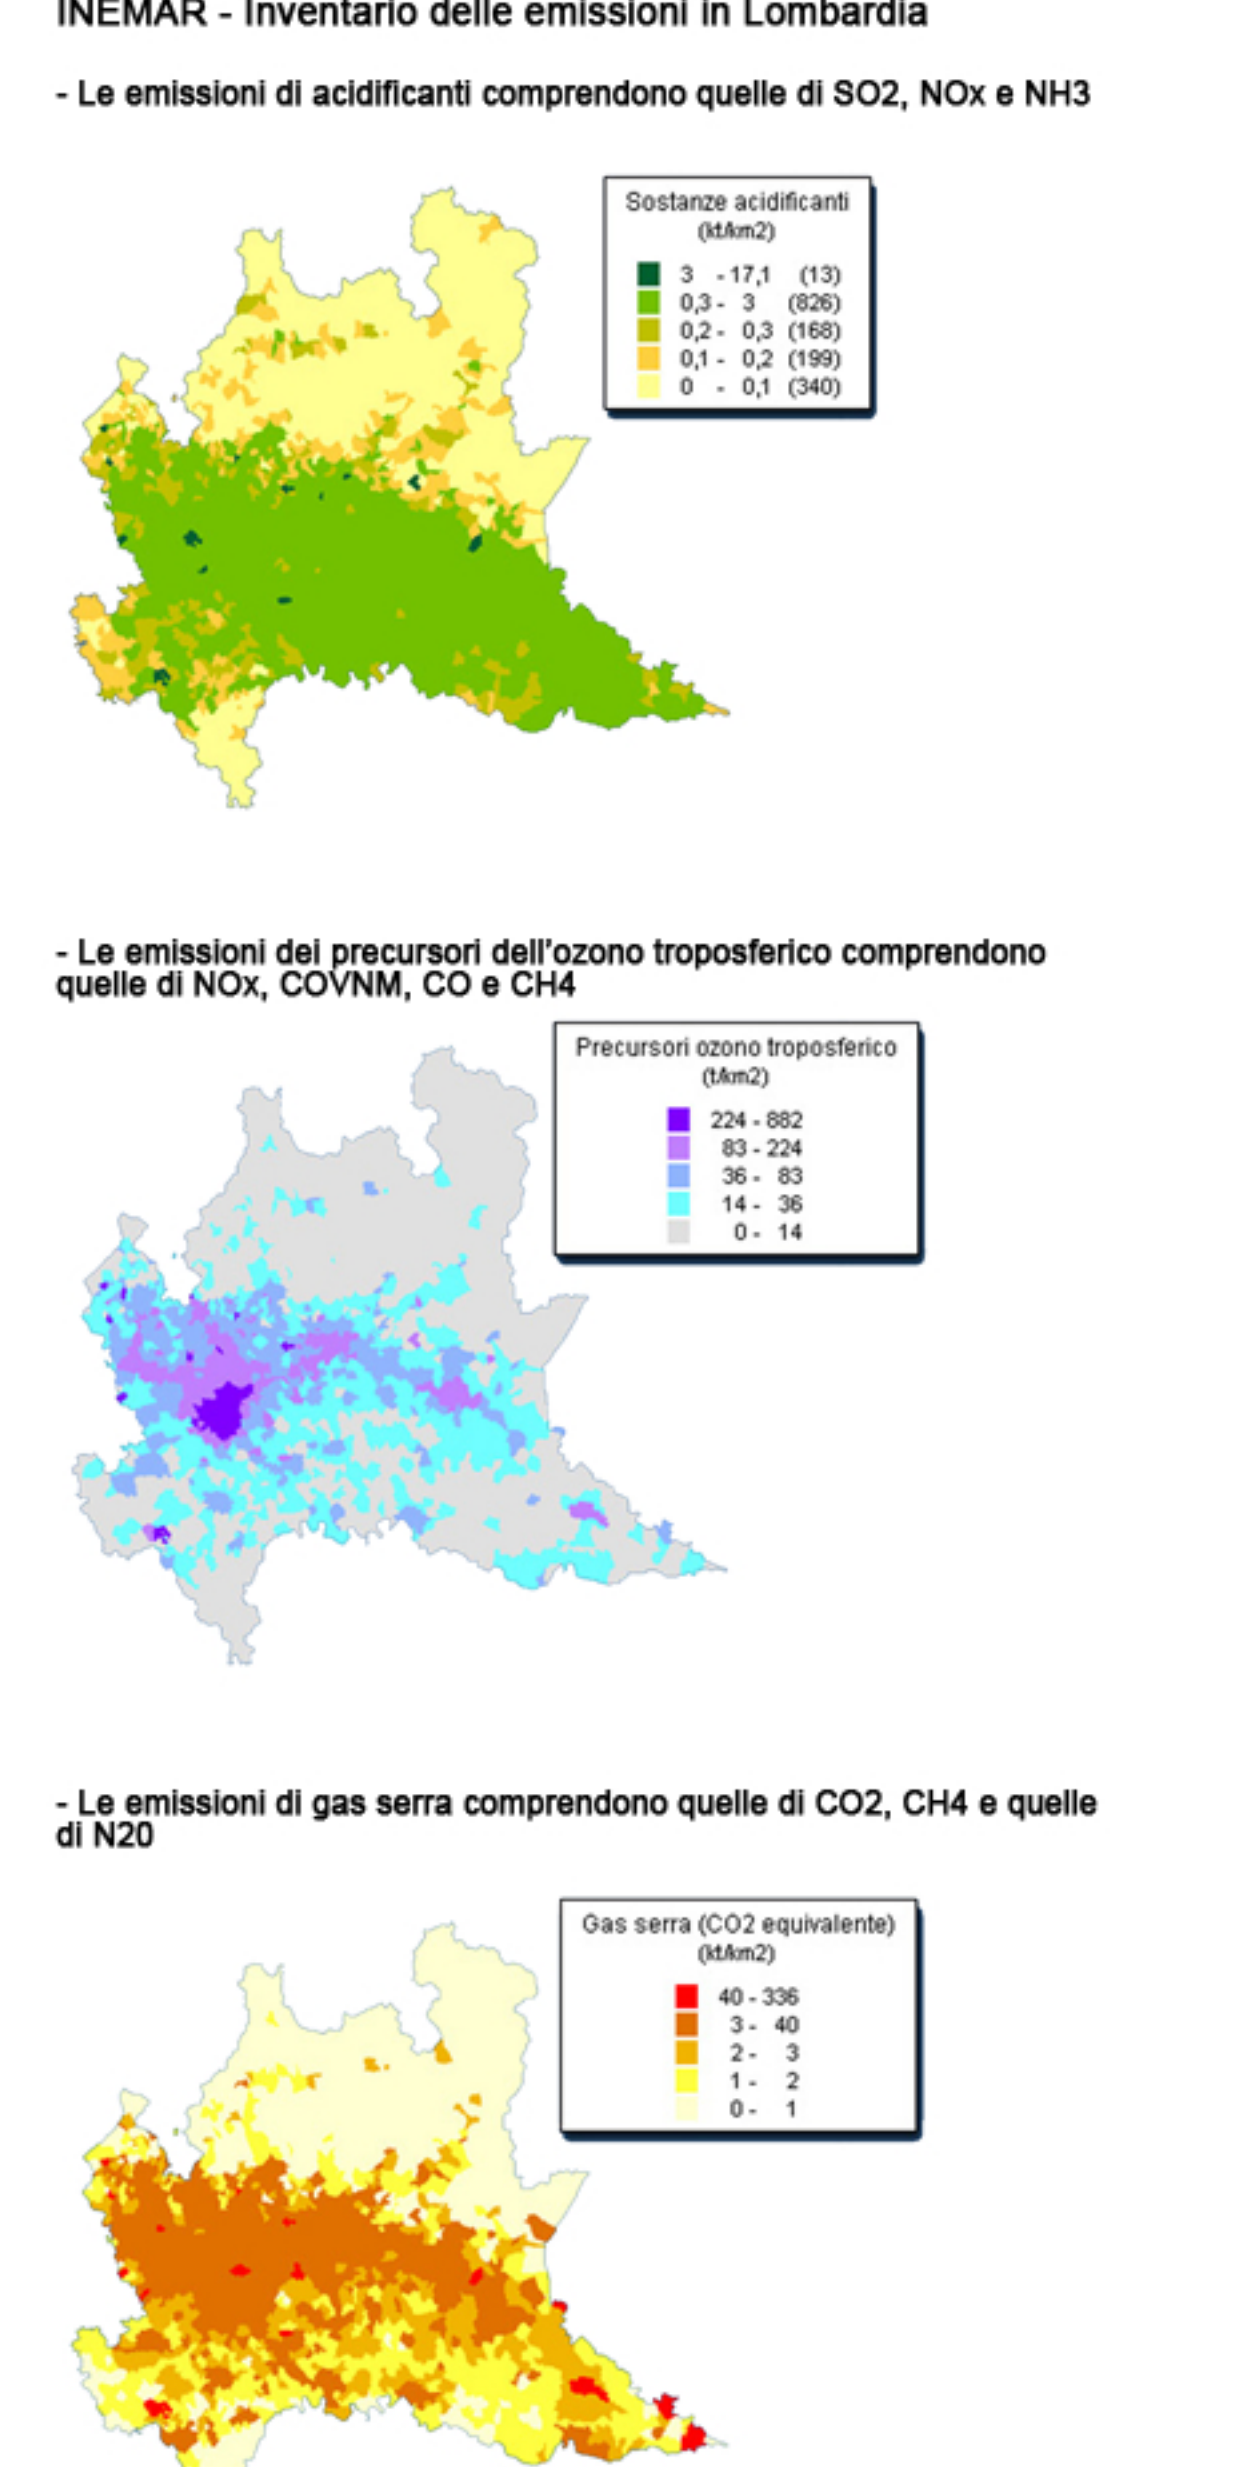 INEMAR - Inventario delle emissioni in Lombardia
- Le emissioni di acidificanti comprendono quelle di SO2, NOx e NH3
Sostanze acidificanti
(kt/km2)
3 - 17,1 (13)
0,3 - 3 (826)
0,2 - 0,3 (168)
0,1 - 0,2 (199)
0 - 0,1 (340)
- Le emissioni dei precursori dell'ozono troposferico comprendono
quelle di NOx, COVNM, CO e CH4
Precursori ozono troposferico
(t/km2)
224 - 882
83 - 224
36 - 83
14 - 36
0 - 14
- Le emissioni di gas serra comprendono quelle di CO2, CH4 e quelle
di N20
Gas serra (CO2 equivalente)
(kt/km2)
40 - 336
3 - 40
2 - 3
1 - 2
0 - 1